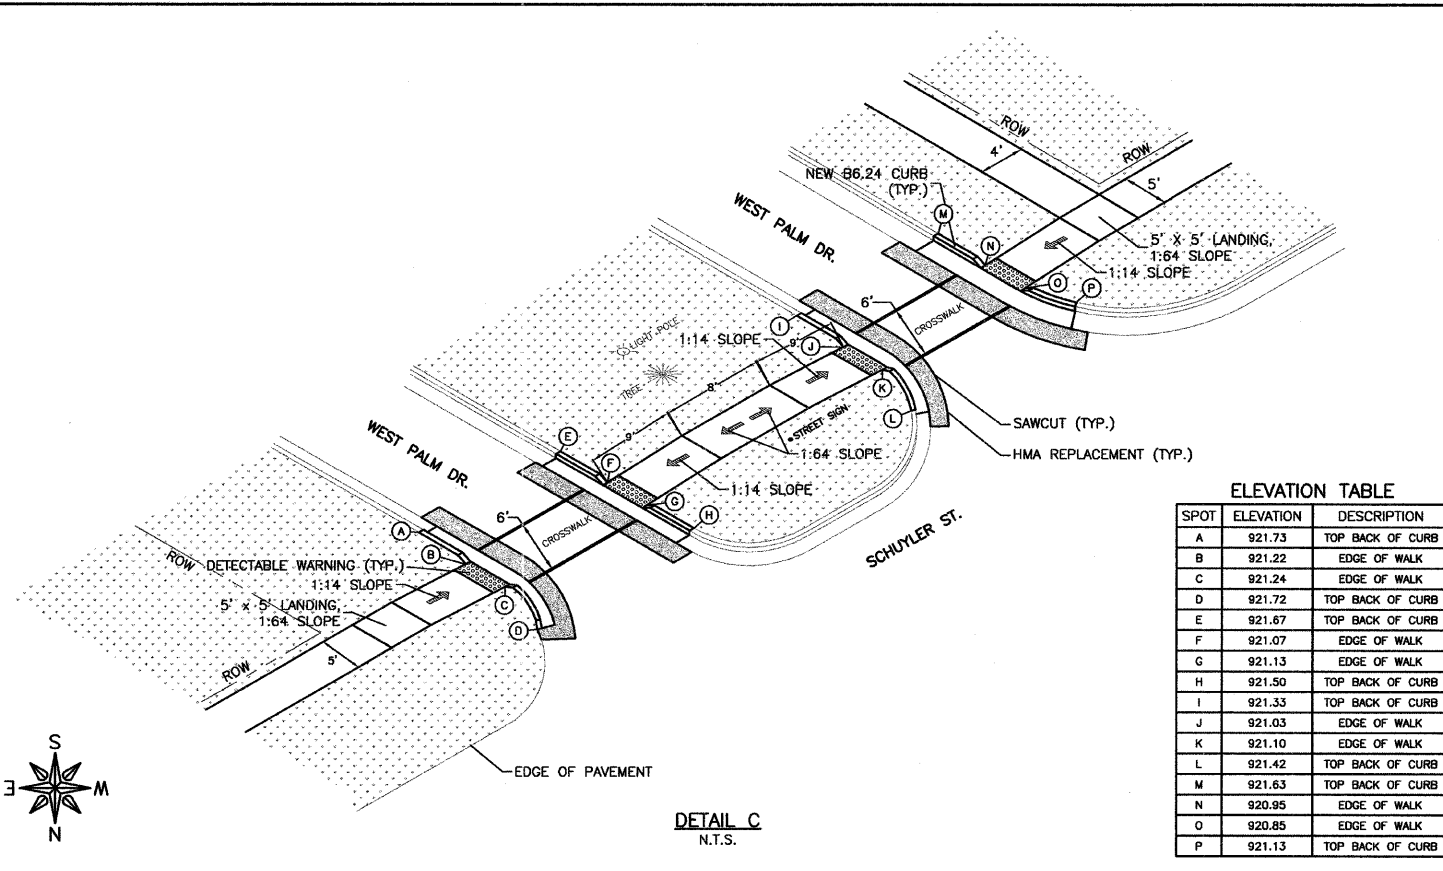 ROW
4'
ROW
5'
NEW B6.24 CURB
(TYP.)
M
WEST PALM DR.
N
5' X 5' LANDING,
1:64 SLOPE
1:14 SLOPE
O
P
6'
CROSSWALK
I
LIGHT POLE
1:14 SLOPE
9'
J
TREE
8'
K
STREET SIGN
L
SAWCUT (TYP.)
HMA REPLACEMENT (TYP.)
WEST PALM DR.
E
9'
F
1:64 SLOPE
1:14 SLOPE
G
H
SCHUYLER ST.
6'
CROSSWALK
A
B
ROW
DETECTABLE WARNING (TYP.)
1:14 SLOPE
5' x 5' LANDING,
1:64 SLOPE
C
D
5'
ROW
EDGE OF PAVEMENT
S
E
W
N
DETAIL C
N.T.S.
ELEVATION TABLE
SPOT ELEVATION DESCRIPTION
A 921.73 TOP BACK OF CURB
B 921.22 EDGE OF WALK
C 921.24 EDGE OF WALK
D 921.72 TOP BACK OF CURB
E 921.67 TOP BACK OF CURB
F 921.07 EDGE OF WALK
G 921.13 EDGE OF WALK
H 921.50 TOP BACK OF CURB
I 921.33 TOP BACK OF CURB
J 921.03 EDGE OF WALK
K 921.10 EDGE OF WALK
L 921.42 TOP BACK OF CURB
M 921.63 TOP BACK OF CURB
N 920.95 EDGE OF WALK
O 920.85 EDGE OF WALK
P 921.13 TOP BACK OF CURB